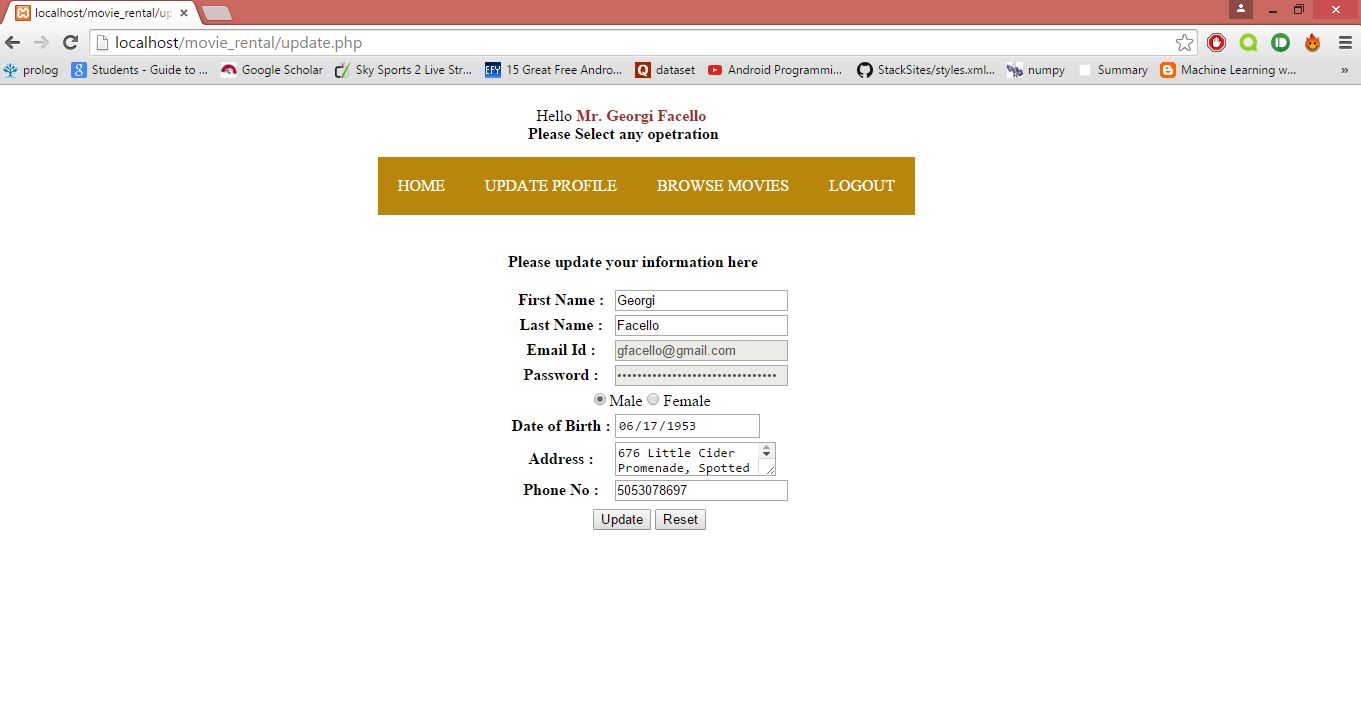 localhost/movie_rental/up
localhost/movie_rental/update.php
prolog Students - Guide to ... Google Scholar Sky Sports 2 Live Str... EFY 15 Great Free Andro... Q dataset Android Programmi... StackSites/styles.xml... numpy Summary Machine Learning w... »
Hello Mr. Georgi Facello
Please Select any opetration
HOME UPDATE PROFILE BROWSE MOVIES LOGOUT
Please update your information here
First Name : Georgi
Last Name : Facello
Email Id : gfacello@gmail.com
Password : ••••••••••••••••••••••••••••••••
Male Female
Date of Birth : 06/17/1953
Address : 676 Little Cider
Promenade, Spotted
Phone No : 5053078697
Update Reset